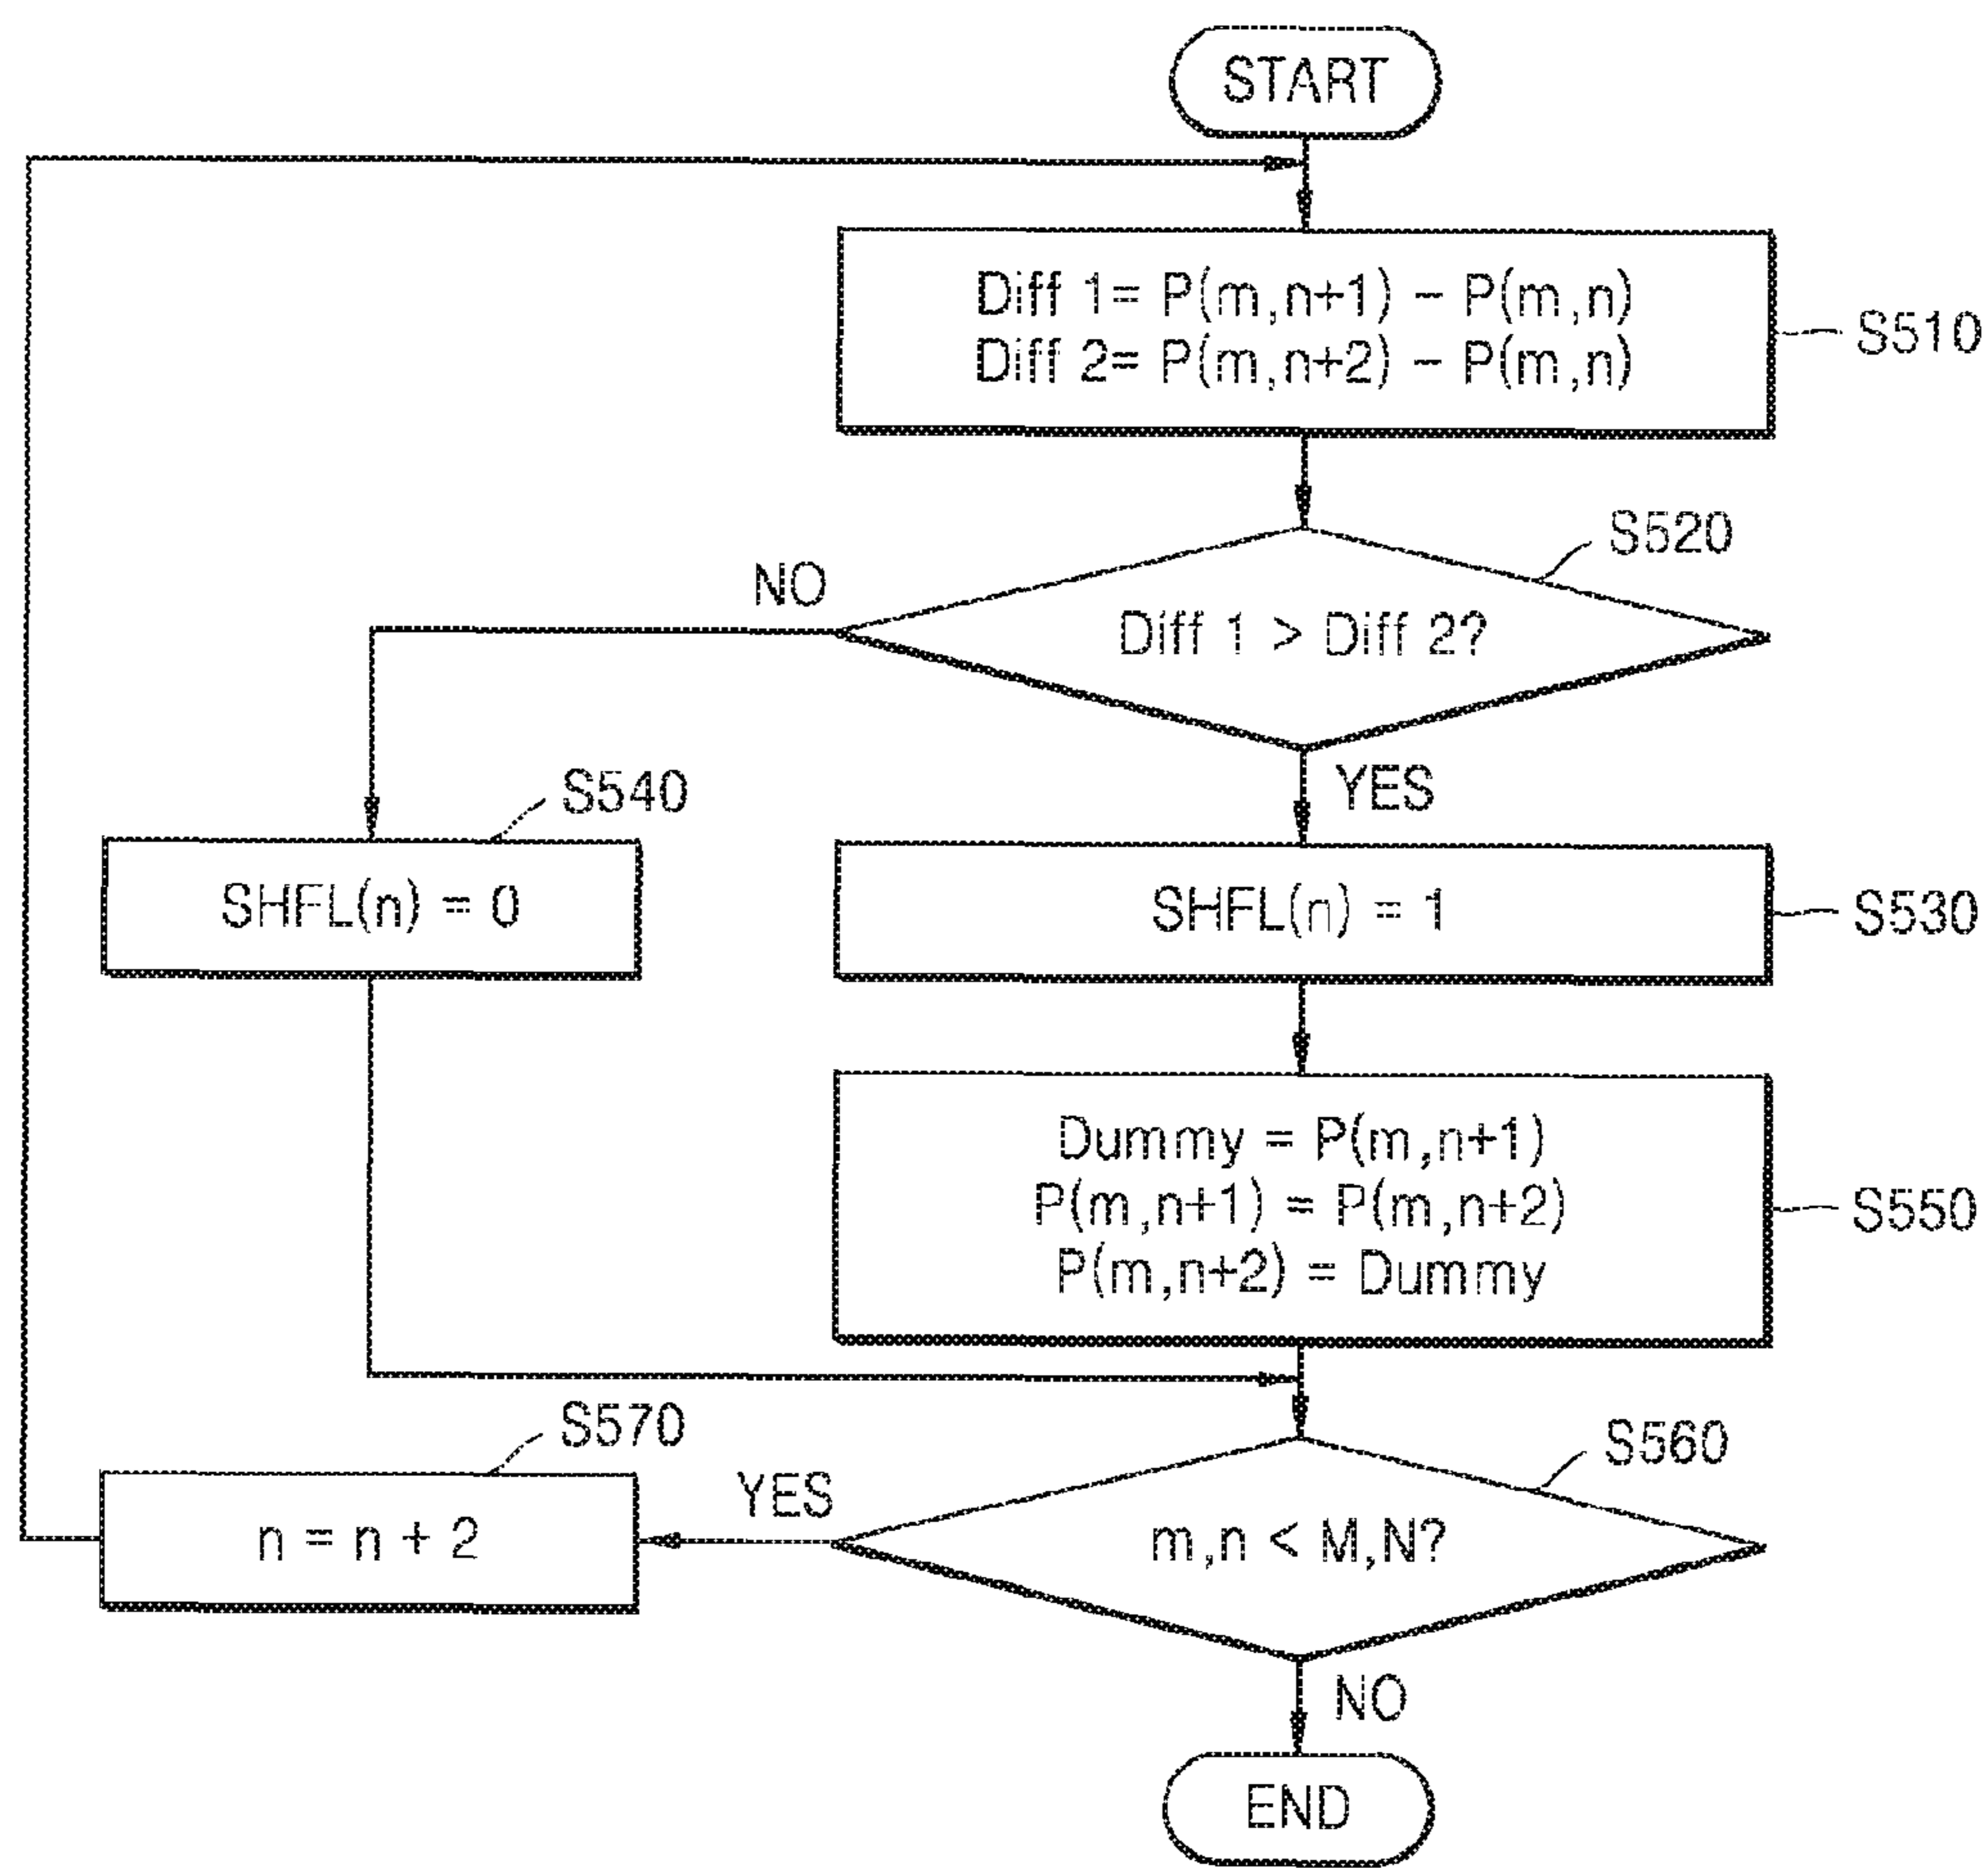 START
Diff 1= P(m,n+1) - P(m,n)
Diff 2= P(m,n+2) - P(m,n)
S510
S520
NO
Diff 1 > Diff 2?
YES
S540
SHFL(n) = 0
SHFL(n) = 1
S530
Dummy = P(m,n+1)
P(m,n+1) = P(m,n+2)
P(m,n+2) = Dummy
S550
S570
S560
YES
n = n + 2
m,n < M,N?
NO
END